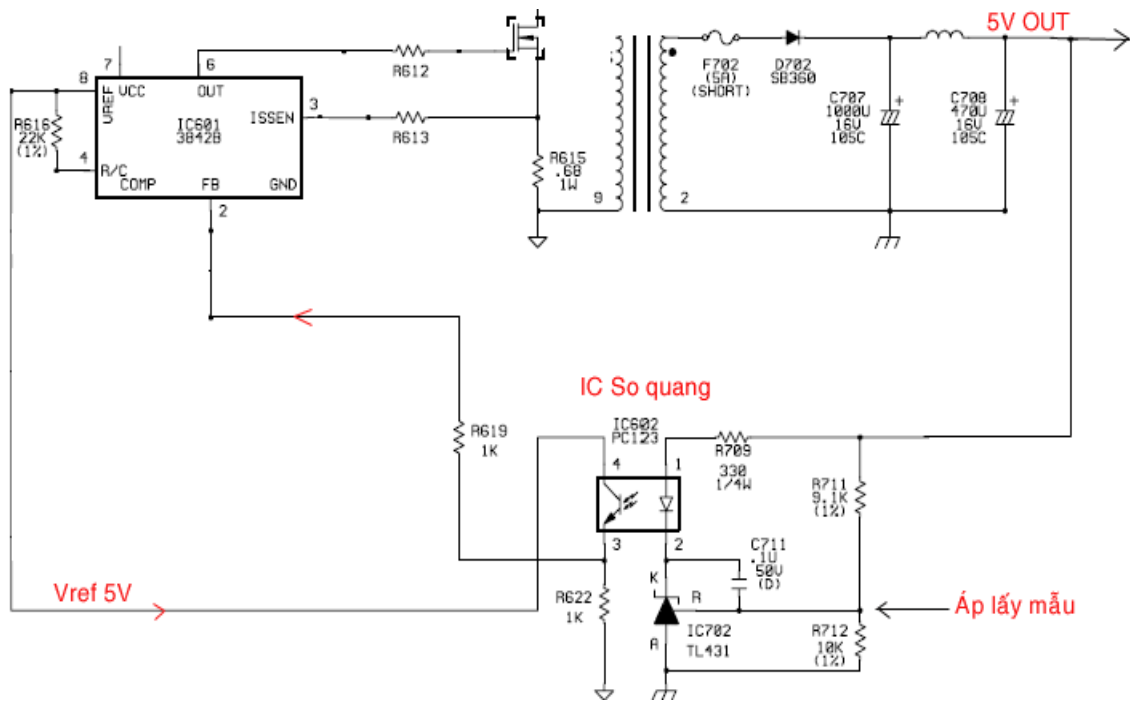 5V OUT
7
6
R612
F702
(5A)
(SHORT)
D702
SB360
8
VREF
VCC
OUT
3
ISSEN
IC601
3842B
R616
22K
(1%)
4
R/C
COMP
FB
GND
2
R613
R615
.68
1W
9
2
C707
1000U
16V
105C
+
C708
470U
16V
105C
+
IC So quang
IC602
PC123
R619
1K
4
1
R709
330
1/4W
R711
9.1K
(1%)
3
2
C711
.1U
50V
(D)
Vref 5V
R622
1K
K
R
A
IC702
TL431
Áp lấy mẫu
R712
10K
(1%)